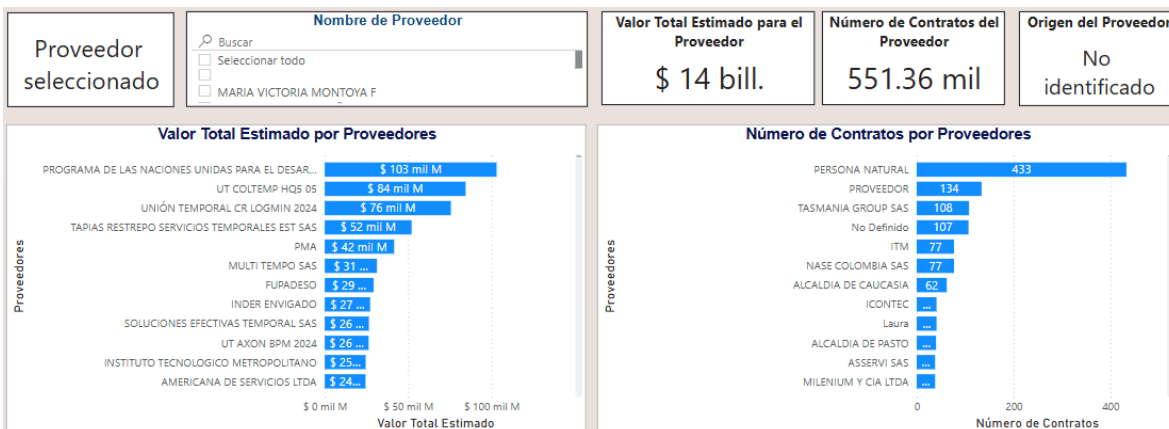 Proveedor
seleccionado
Nombre de Proveedor
Buscar
Seleccionar todo
MARIA VICTORIA MONTOYA F
Valor Total Estimado para el
Proveedor
$ 14 bill.
Número de Contratos del
Proveedor
551.36 mil
Origen del Proveedor
No
identificado
Valor Total Estimado por Proveedores
Proveedores
PROGRAMA DE LAS NACIONES UNIDAS PARA EL DESAR... $ 103 mil M
UT COLTEMP HQ5 05 $ 84 mil M
UNIÓN TEMPORAL CR LOGMIN 2024 $ 76 mil M
TAPIAS RESTREPO SERVICIOS TEMPORALES EST SAS $ 52 mil M
PMA $ 42 mil M
MULTI TEMPO SAS $ 31 ...
FUPADESO $ 29 ...
INDER ENVIGADO $ 27 ...
SOLUCIONES EFECTIVAS TEMPORAL SAS $ 26 ...
UT AXON BPM 2024 $ 26 ...
INSTITUTO TECNOLOGICO METROPOLITANO $ 25...
AMERICANA DE SERVICIOS LTDA $ 24...
$ 0 mil M $ 50 mil M $ 100 mil M
Valor Total Estimado
Número de Contratos por Proveedores
Proveedores
PERSONA NATURAL 433
PROVEEDOR 134
TASMANIA GROUP SAS 108
No Definido 107
ITM 77
NASE COLOMBIA SAS 77
ALCALDIA DE CAUCASIA 62
ICONTEC ...
Laura ...
ALCALDIA DE PASTO ...
ASSERVI SAS ...
MILENIUM Y CIA LTDA ...
0 200 400
Número de Contratos